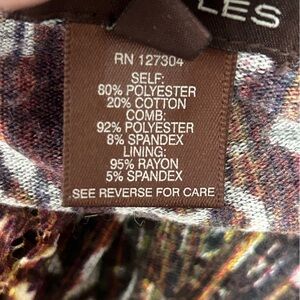 LES
RN 127304
SELF:
80% POLYESTER
20% COTTON
COMB:
92% POLYESTER
8% SPANDEX
LINING:
95% RAYON
5% SPANDEX
SEE REVERSE FOR CARE